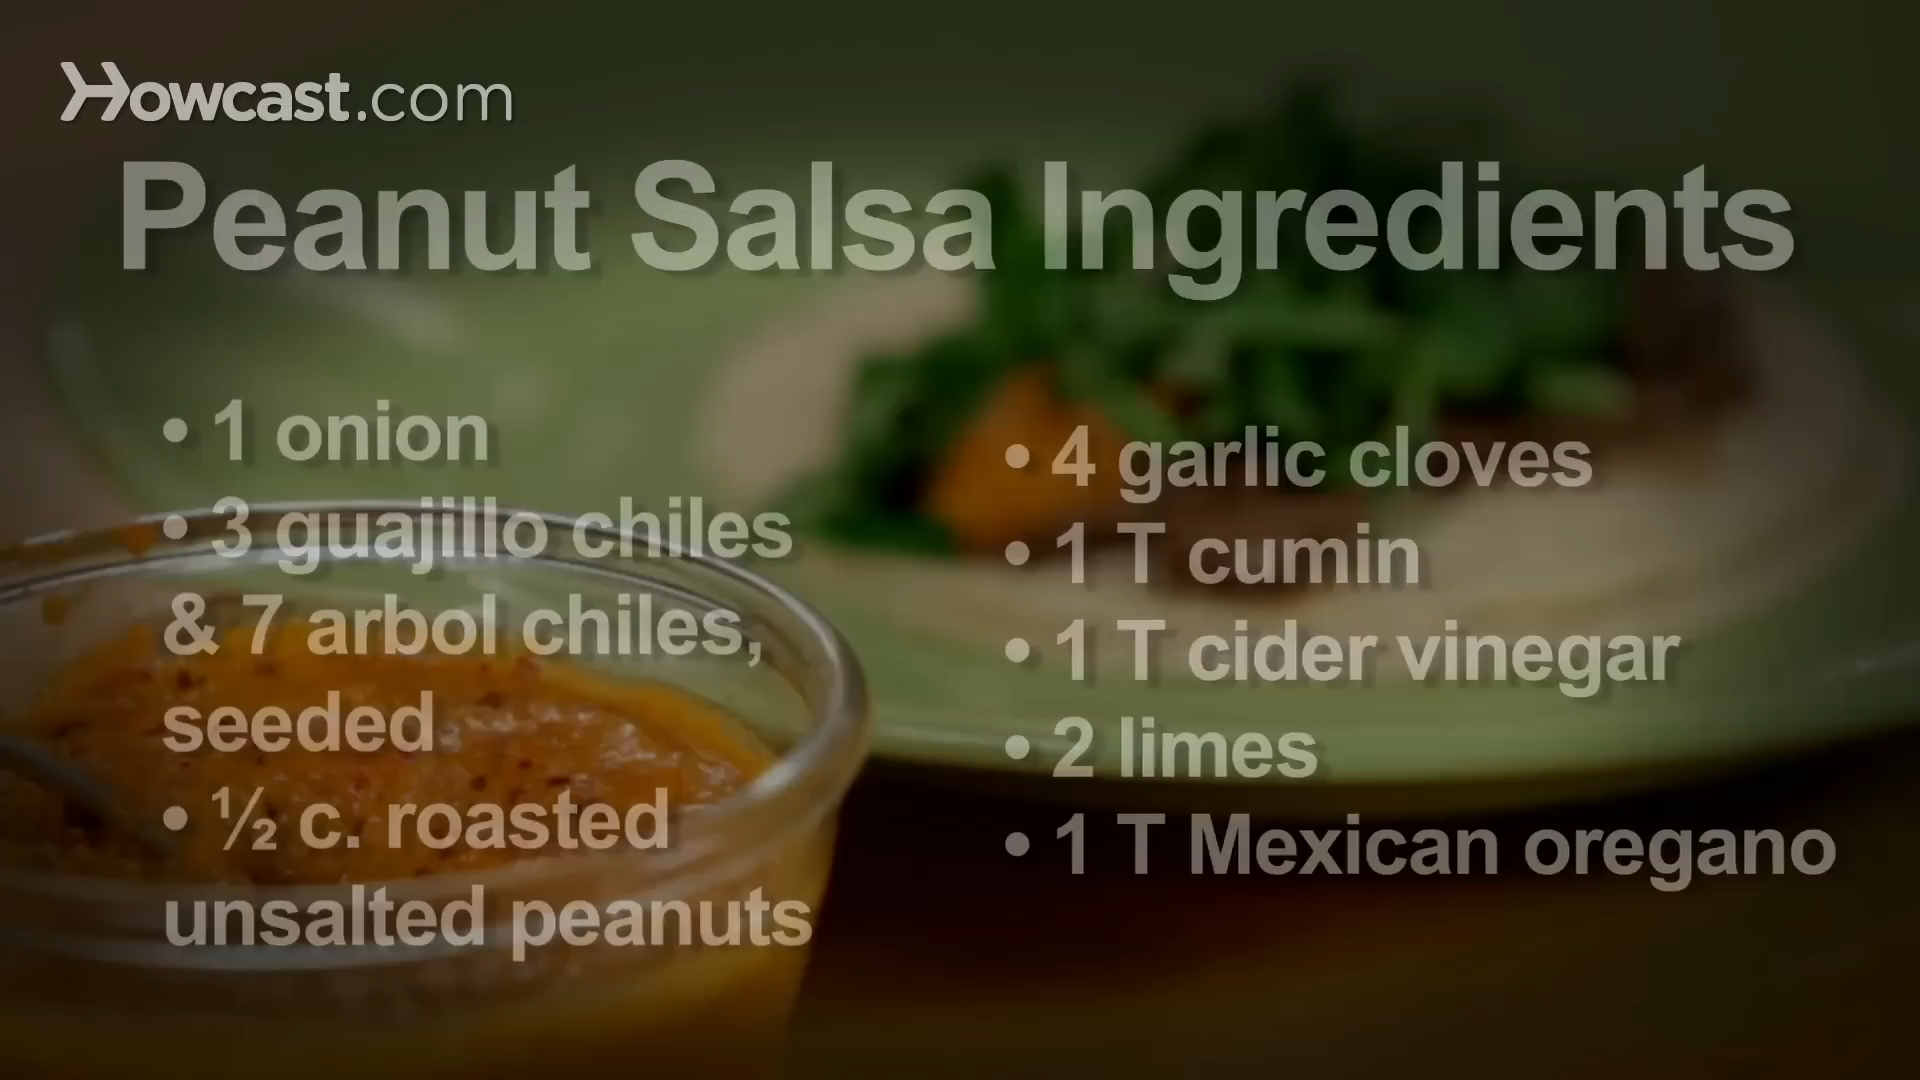 Howcast.com
Peanut Salsa Ingredients
• 1 onion
• 3 guajillo chiles
& 7 arbol chiles,
seeded
• ½ c. roasted
unsalted peanuts
• 4 garlic cloves
• 1 T cumin
• 1 T cider vinegar
• 2 limes
• 1 T Mexican oregano